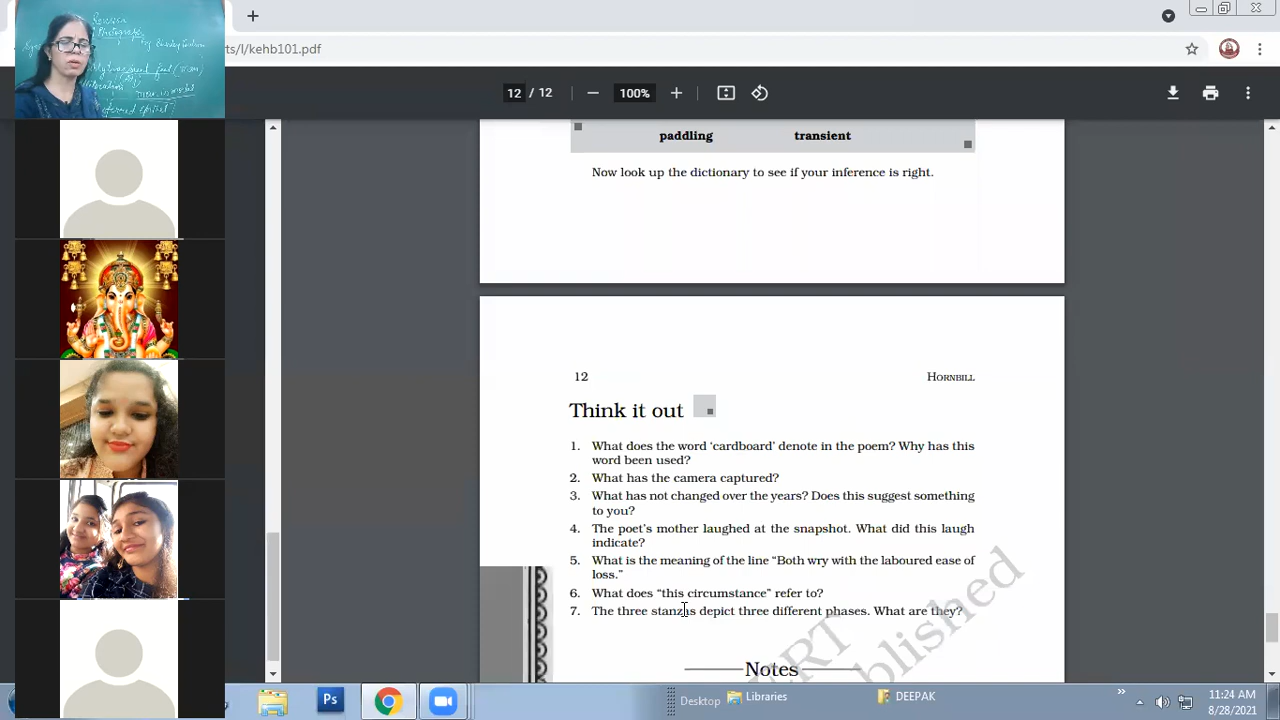 Reversa
Photograph
ts/l/kehb101.pdf
12 / 12
100%
paddling transient
Now look up the dictionary to see if your inference is right.
12 HORNBILL
Think it out
1. What does the word ‘cardboard’ denote in the poem? Why has this
word been used?
2. What has the camera captured?
3. What has not changed over the years? Does this suggest something
to you?
4. The poet’s mother laughed at the snapshot. What did this laugh
indicate?
5. What is the meaning of the line “Both wry with the laboured ease of
loss.”
6. What does “this circumstance” refer to?
7. The three stanzas depict three different phases. What are they?
Notes
Ps
Desktop
Libraries
DEEPAK
»
11:24 AM
8/28/2021